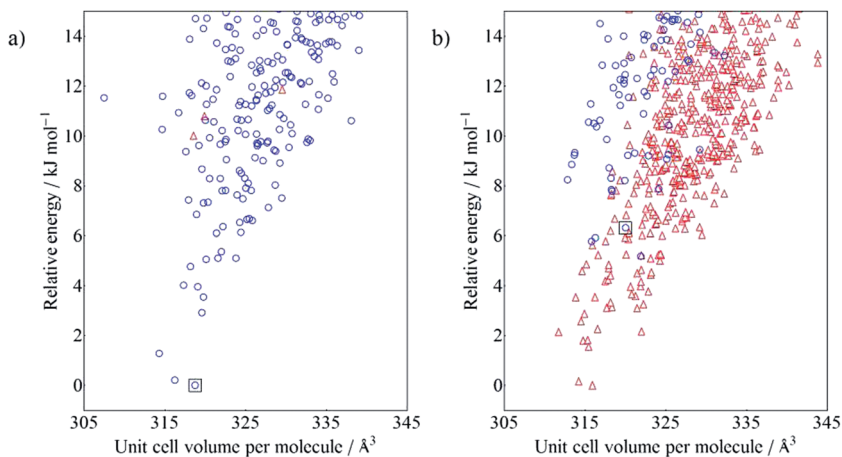 a)
14
12
10
8
6
4
2
0
Relative energy / kJ mol⁻¹
305 315 325 335 345
Unit cell volume per molecule / Å³
b)
14
12
10
8
6
4
2
0
Relative energy / kJ mol⁻¹
305 315 325 335 345
Unit cell volume per molecule / Å³